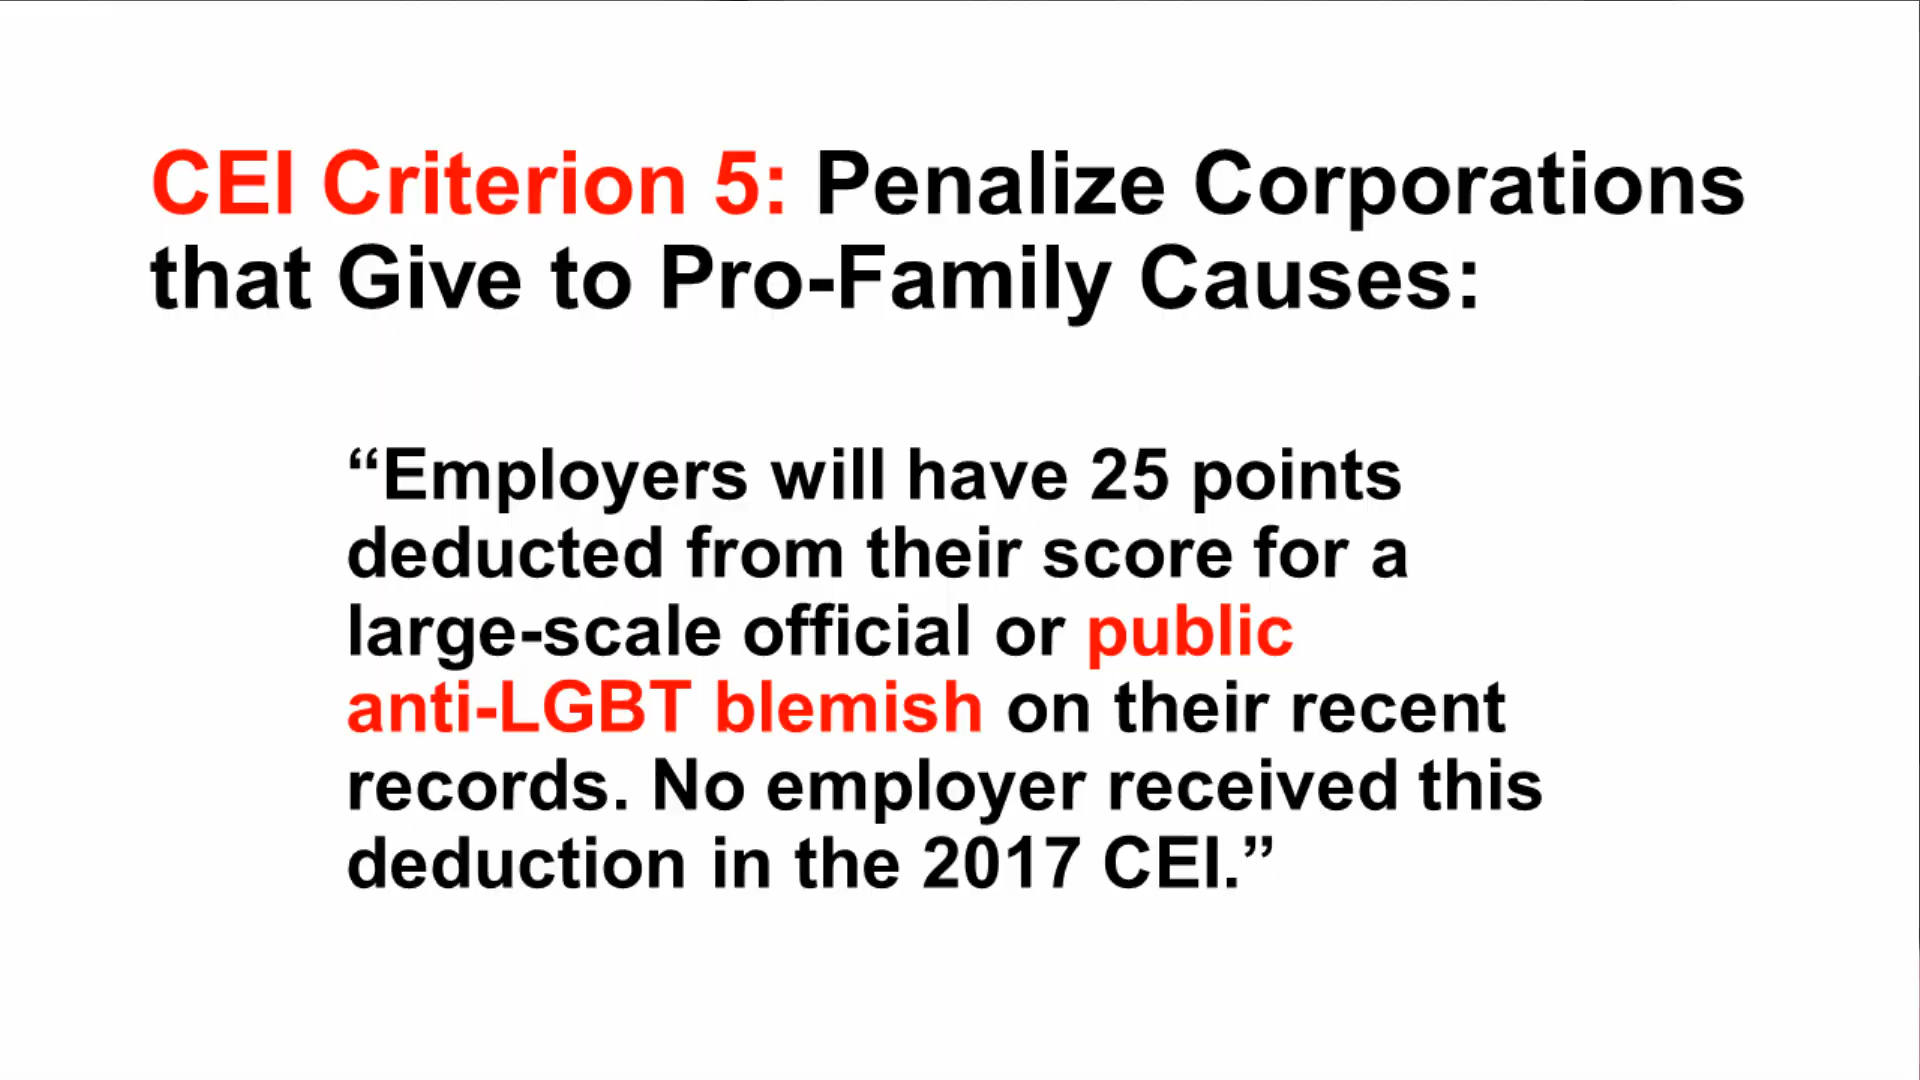 CEI Criterion 5: Penalize Corporations
that Give to Pro-Family Causes:
“Employers will have 25 points
deducted from their score for a
large-scale official or public
anti-LGBT blemish on their recent
records. No employer received this
deduction in the 2017 CEI.”